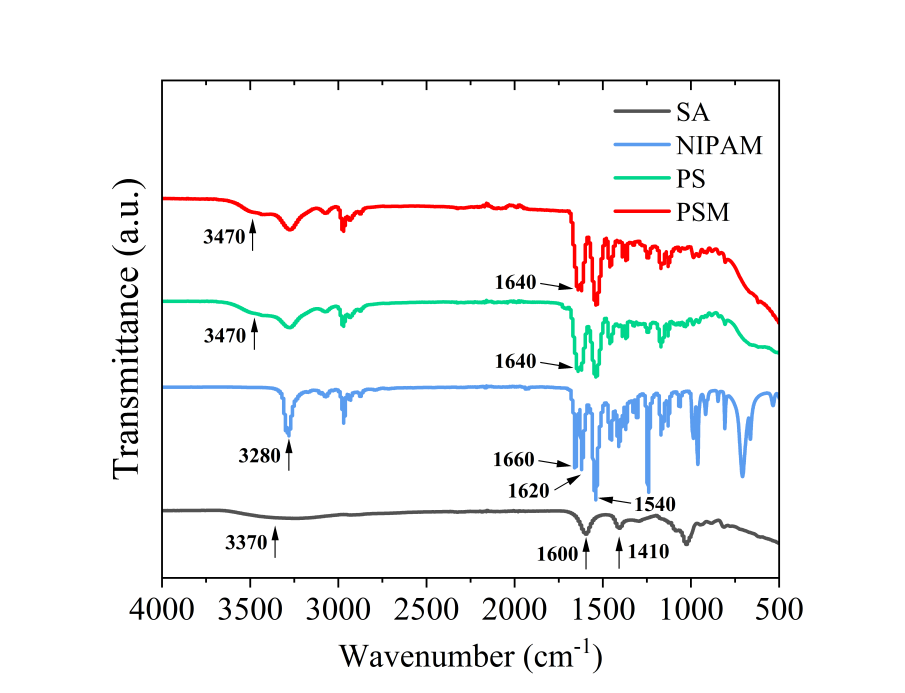 SA
NIPAM
PS
PSM
3470
1640
3470
1640
3280
1660
1620
1540
3370
1600
1410
4000 3500 3000 2500 2000 1500 1000 500
Wavenumber (cm⁻¹)
Transmittance (a.u.)